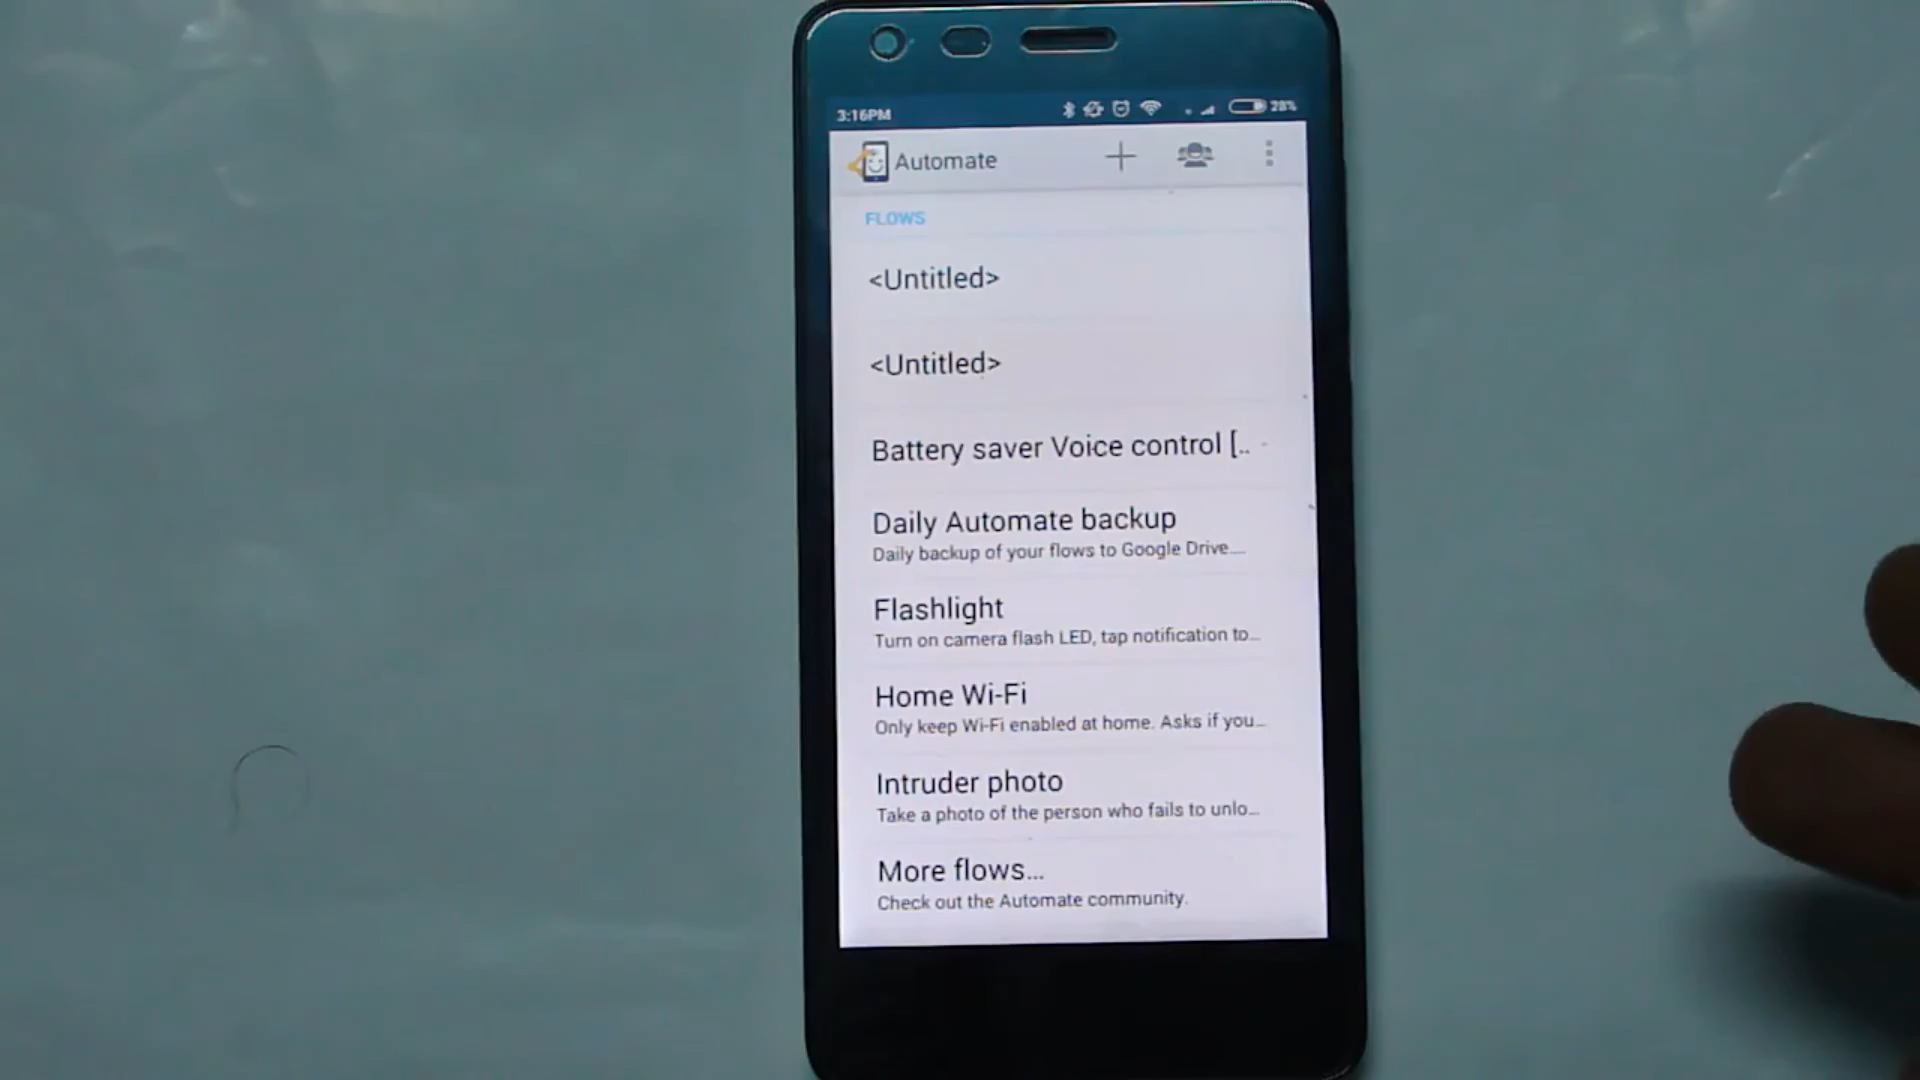 3:16PM 28%
Automate
FLOWS
<Untitled>
<Untitled>
Battery saver Voice control [..
Daily Automate backup
Daily backup of your flows to Google Drive....
Flashlight
Turn on camera flash LED, tap notification to...
Home Wi-Fi
Only keep Wi-Fi enabled at home. Asks if you...
Intruder photo
Take a photo of the person who fails to unlo...
More flows...
Check out the Automate community.